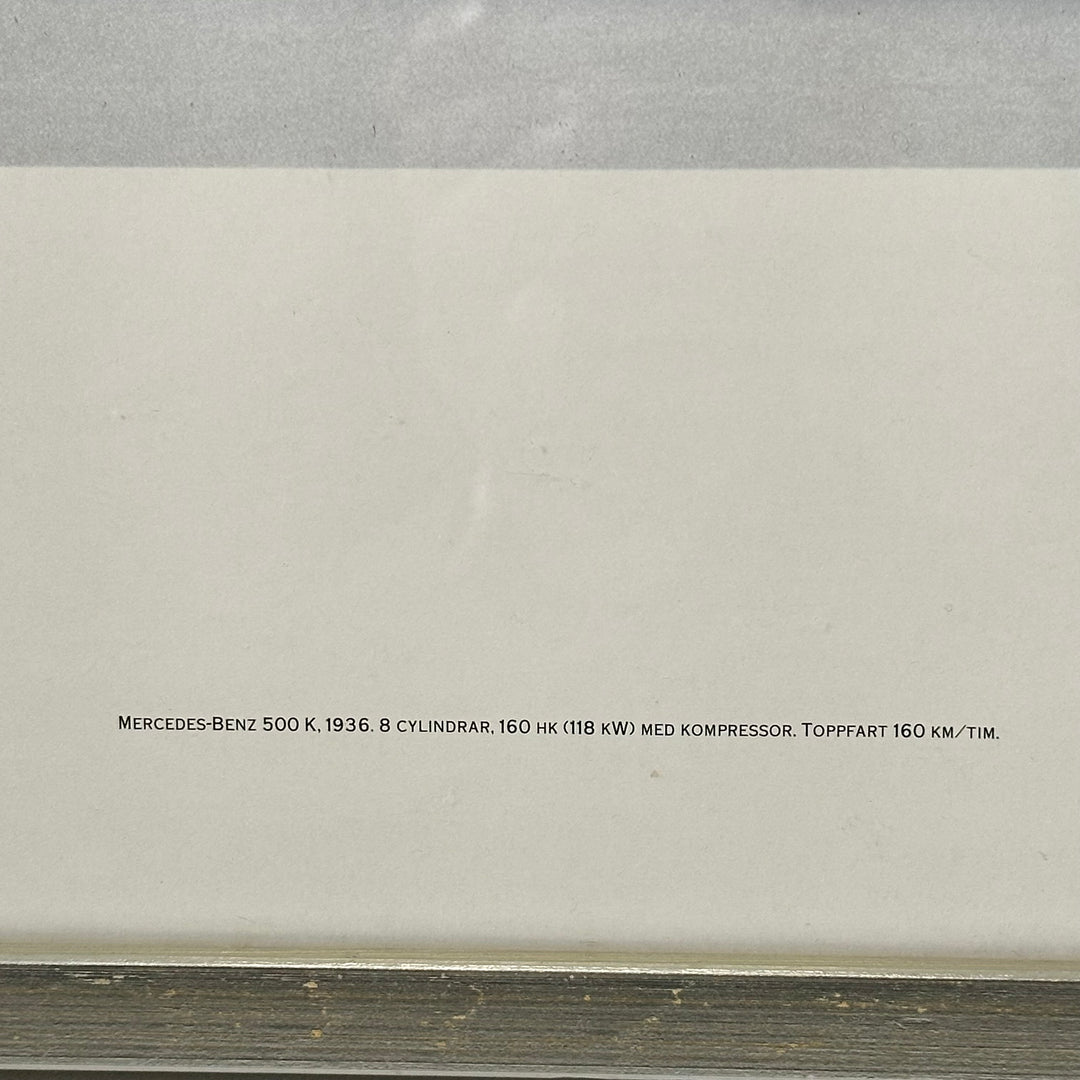 Mercedes-Benz 500 K, 1936. 8 cylindrar, 160 hk (118 kW) med kompressor. Toppfart 160 km/tim.